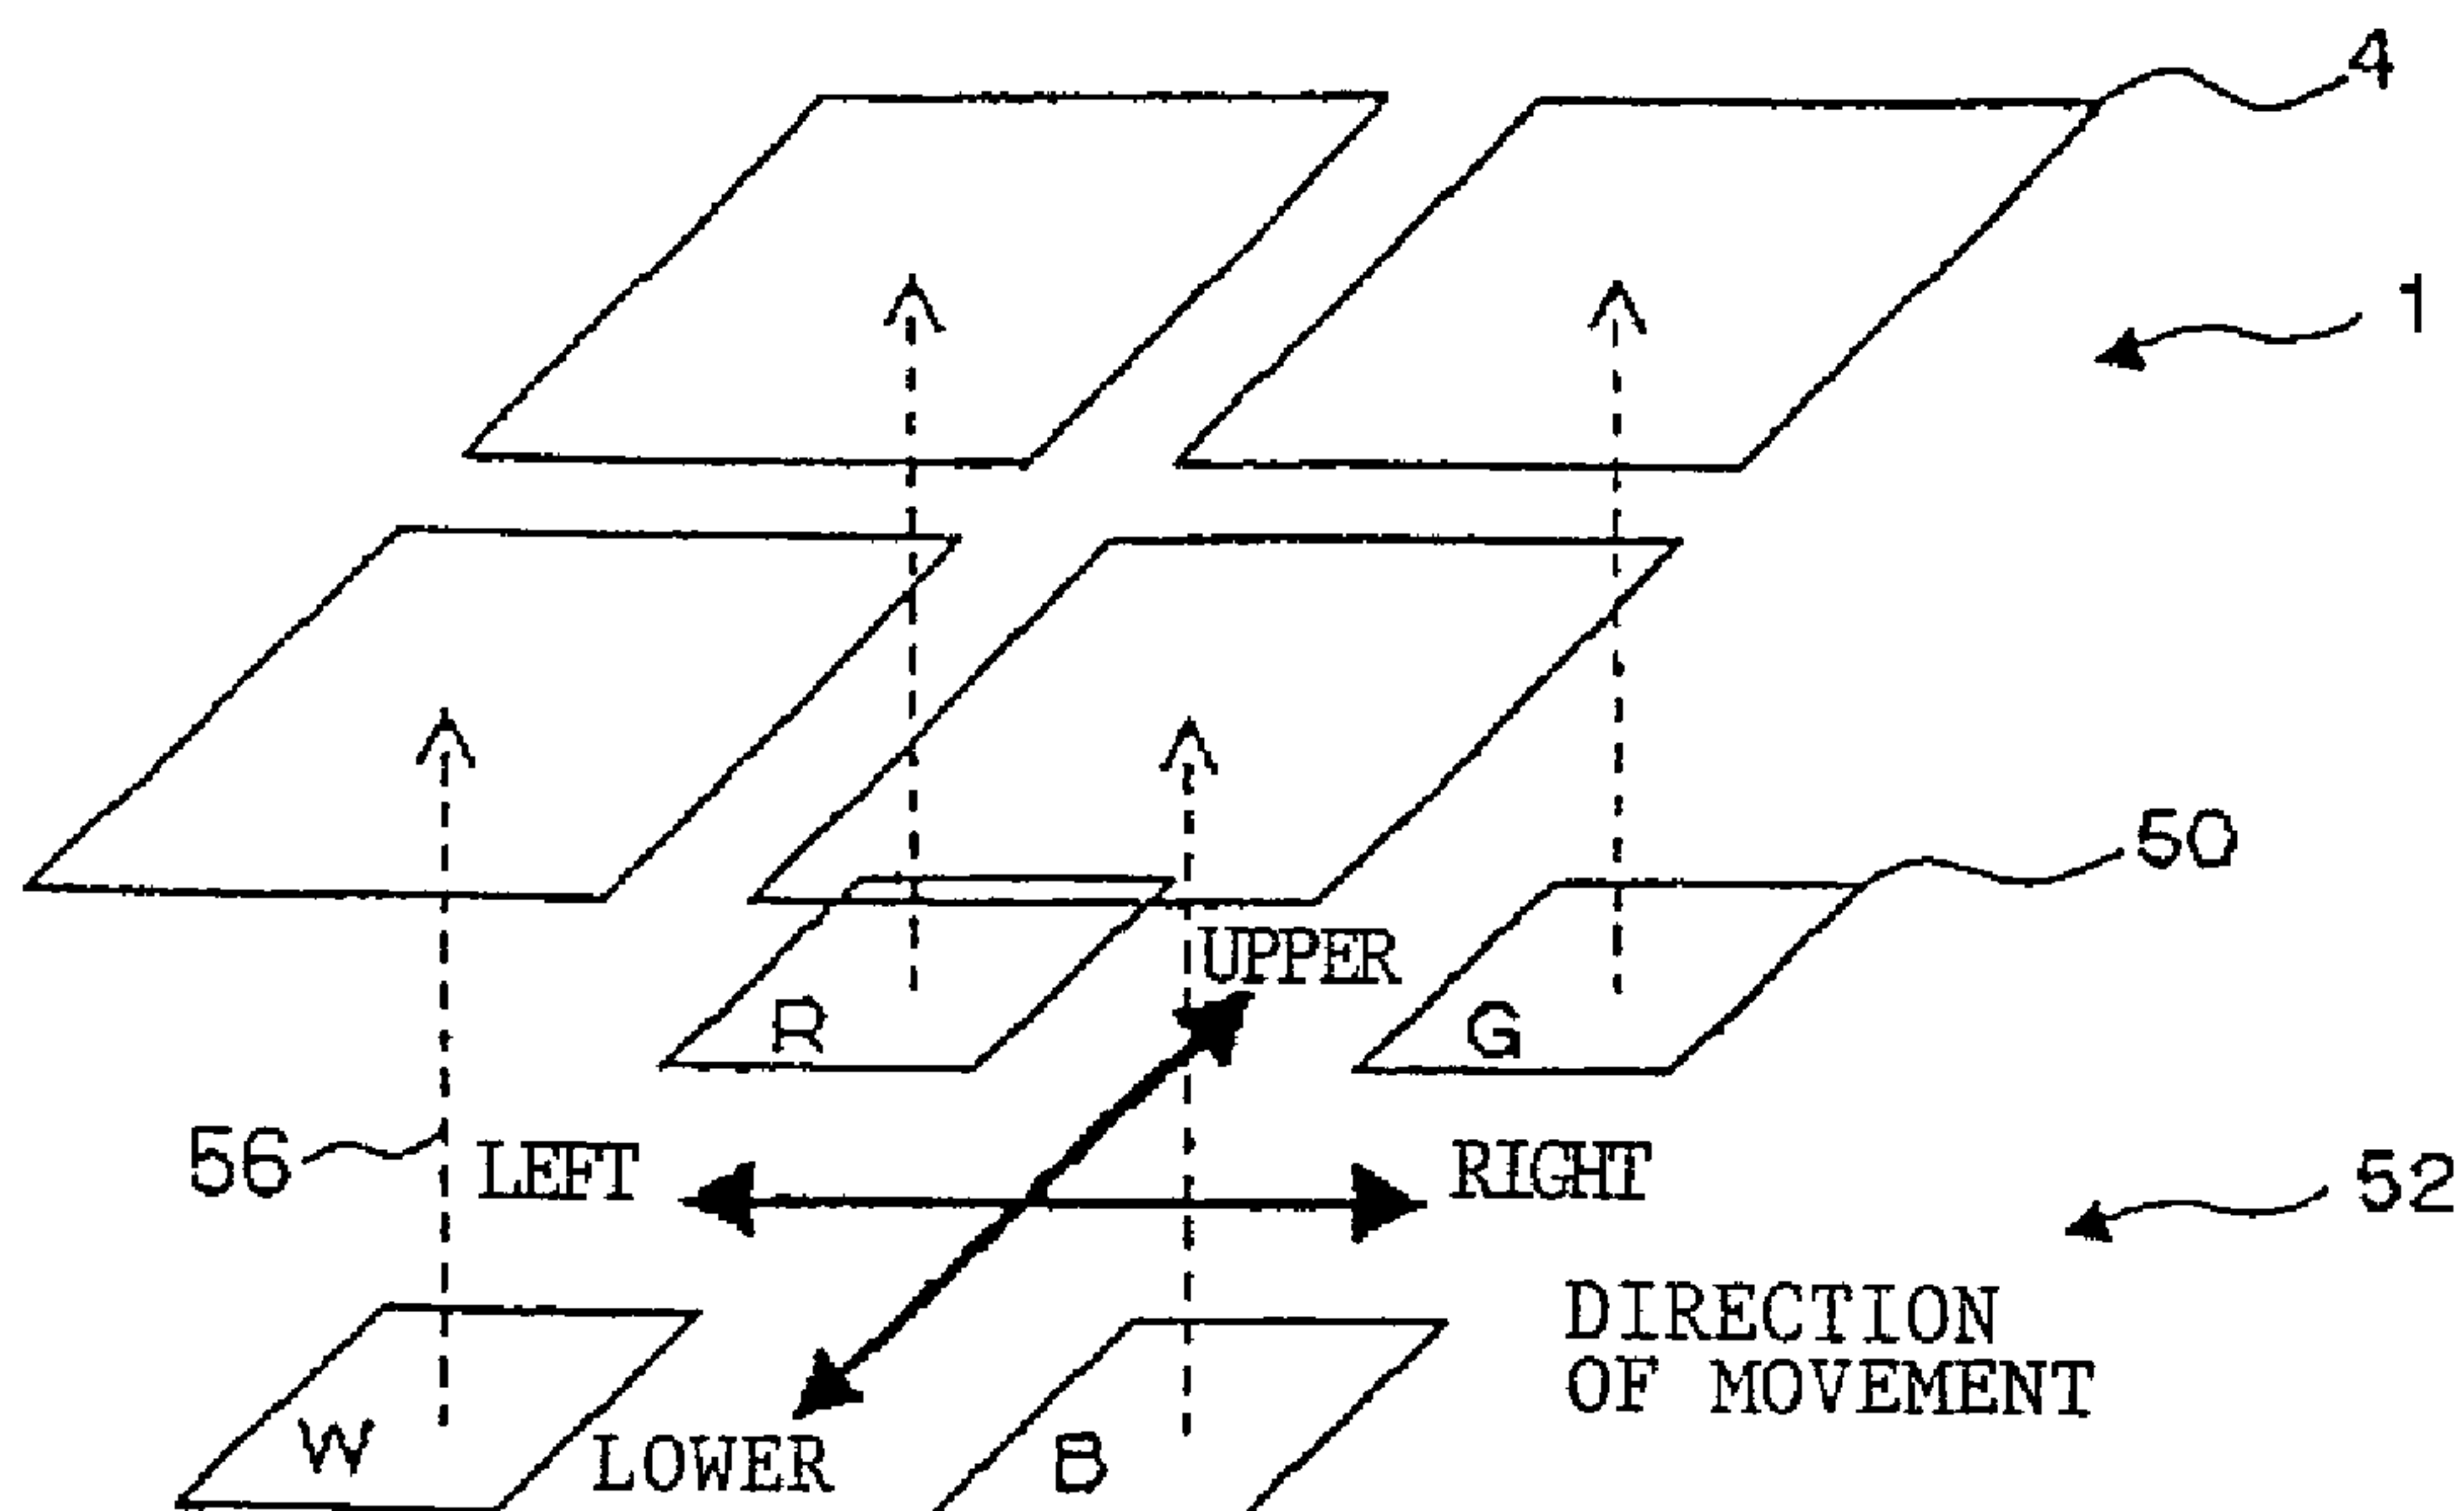 4
1
50
UPPER
R
G
56
LEFT
RIGHT
52
DIRECTION
OF MOVEMENT
W
LOWER
B